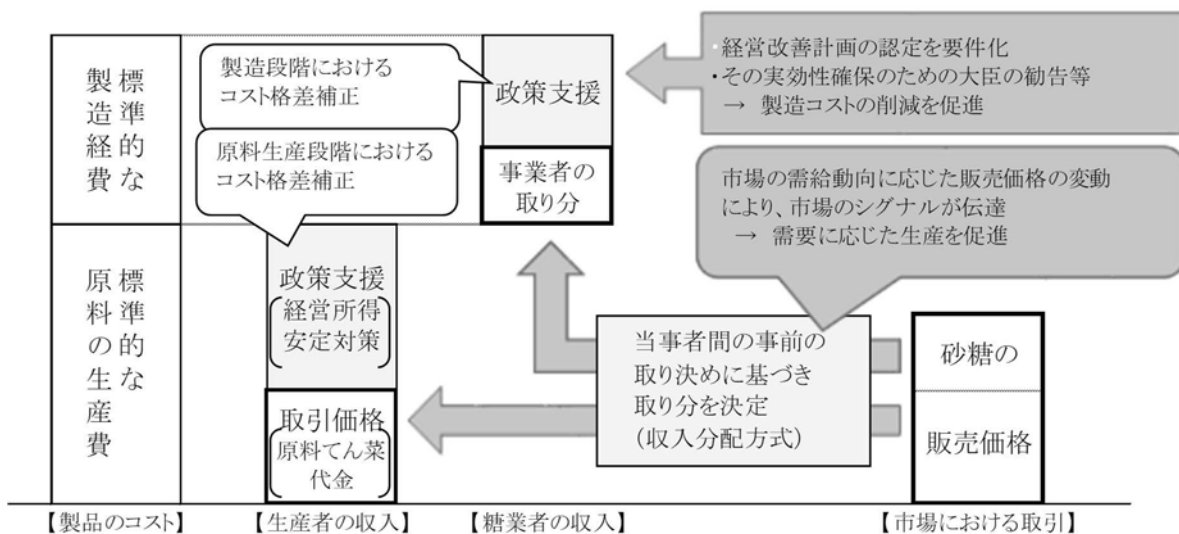 標準的な
製造経費
製造段階における
コスト格差補正
政策支援
・経営改善計画の認定を要件化
・その実効性確保のための大臣の勧告等
→ 製造コストの削減を促進
原料生産段階における
コスト格差補正
事業者の
取り分
市場の需給動向に応じた販売価格の変動
により、市場のシグナルが伝達
→ 需要に応じた生産を促進
標準的な
原料の生産費
政策支援
経営所得
安定対策
取引価格
原料てん菜
代金
当事者間の事前の
取り決めに基づき
取り分を決定
(収入分配方式)
砂糖の
販売価格
【製品のコスト】
【生産者の収入】
【糖業者の収入】
【市場における取引】